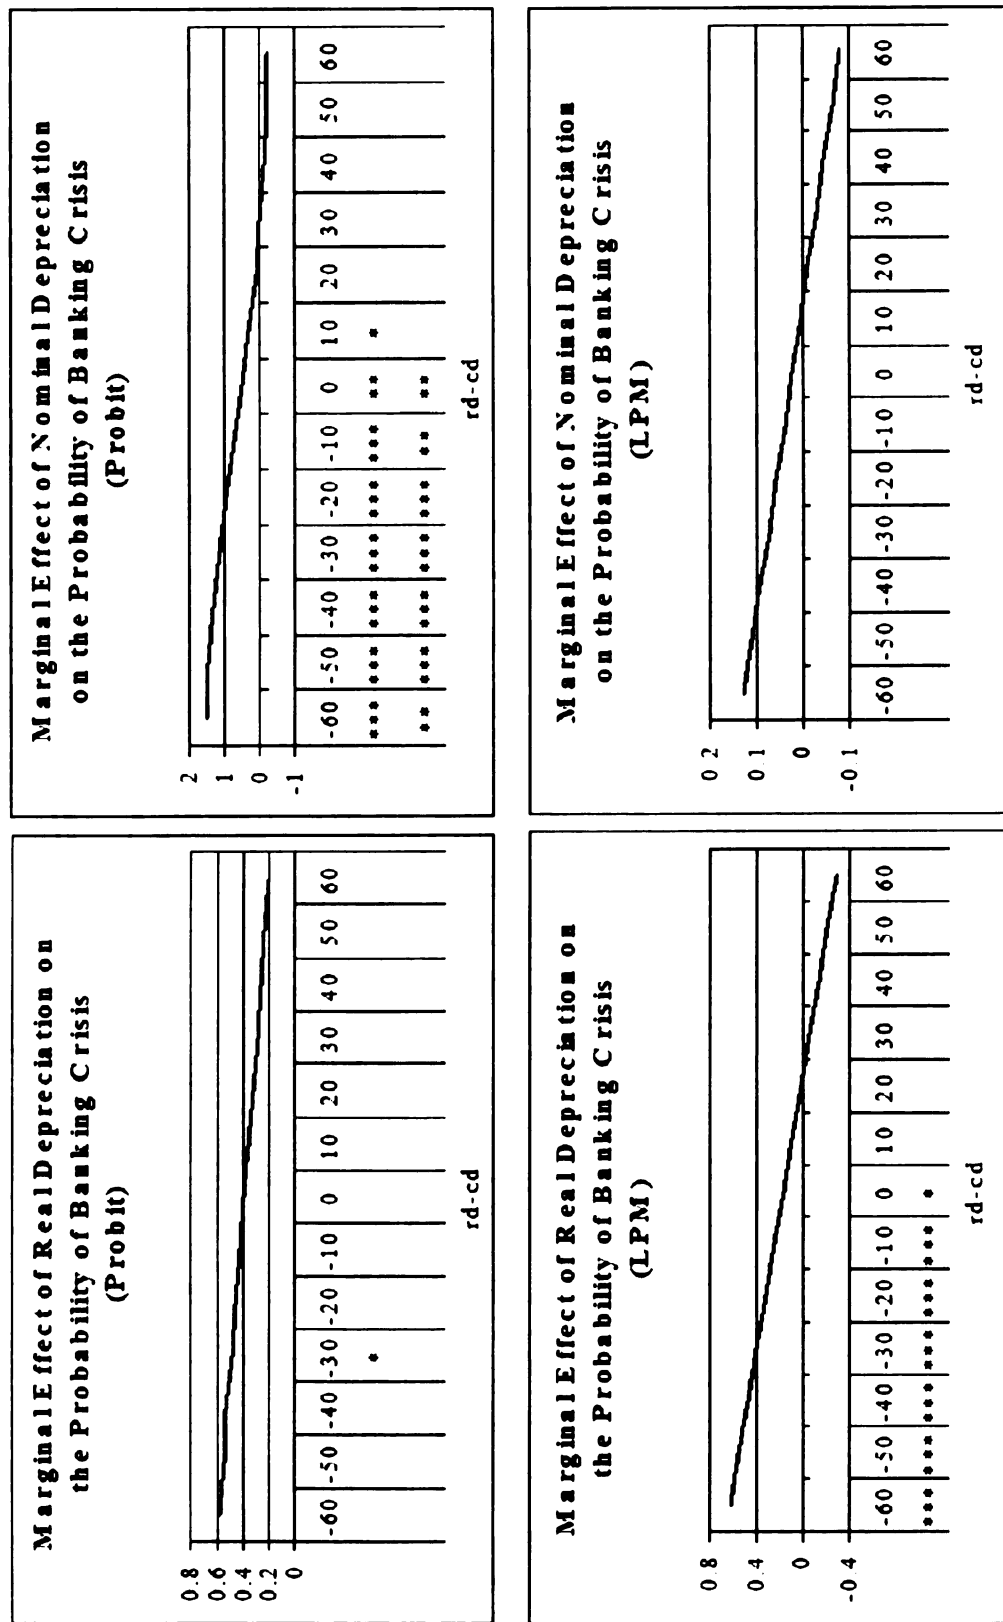 Marginal Effect of Real Depreciation on
the Probability of Banking Crisis
(Probit)
0.8
0.6
0.4
0.2
0
-60 -50 -40 -30 -20 -10 0 10 20 30 40 50 60
*
rd-cd
Marginal Effect of Nominal Depreciation
on the Probability of Banking Crisis
(Probit)
2
1
0
-1
-60 -50 -40 -30 -20 -10 0 10 20 30 40 50 60
*** *** *** *** *** *** ** *
** *** *** *** *** ** **
rd-cd
Marginal Effect of Real Depreciation on
the Probability of Banking Crisis
(LPM)
0.8
0.4
0
-0.4
-60 -50 -40 -30 -20 -10 0 10 20 30 40 50 60
*** *** *** *** *** *** *
rd-cd
Marginal Effect of Nominal Depreciation
on the Probability of Banking Crisis
(LPM)
0 2
0.1
0
-0.1
-60 -50 -40 -30 -20 -10 0 10 20 30 40 50 60
rd-cd